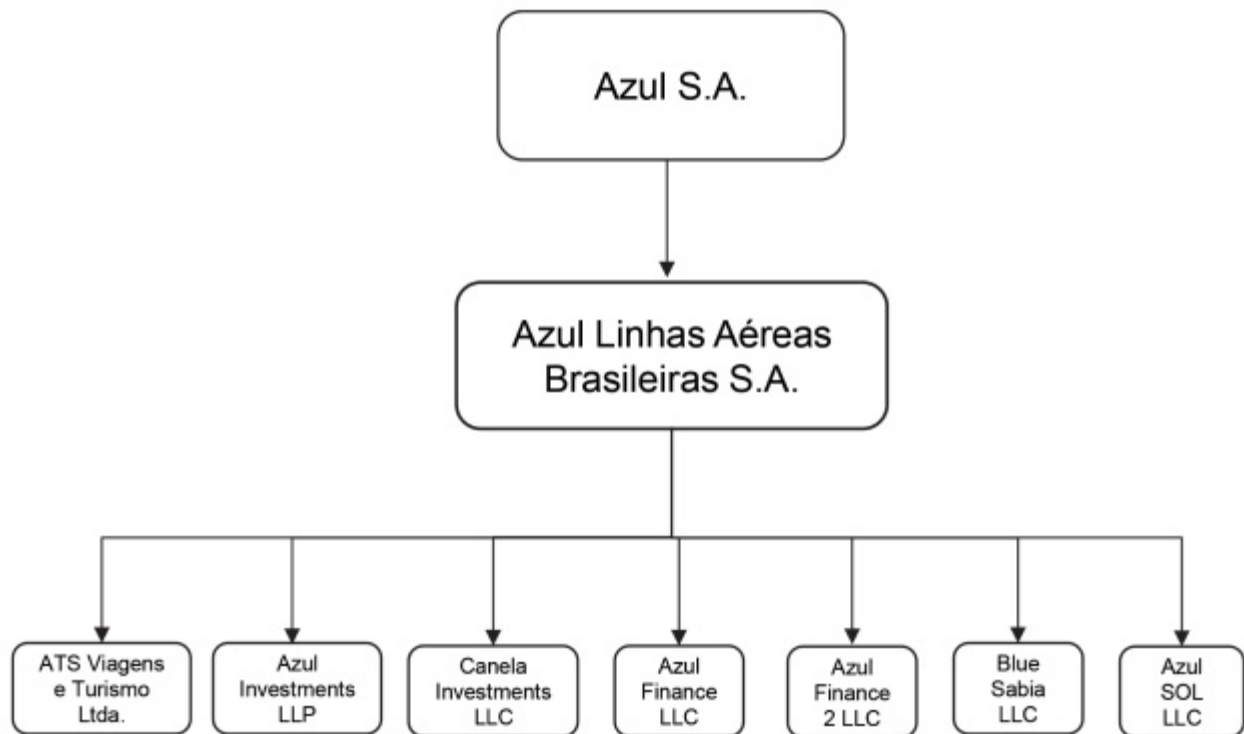 Azul S.A.
Azul Linhas Aéreas
Brasileiras S.A.
ATS Viagens
e Turismo
Ltda.
Azul
Investments
LLP
Canela
Investments
LLC
Azul
Finance
LLC
Azul
Finance
2 LLC
Blue
Sabia
LLC
Azul
SOL
LLC